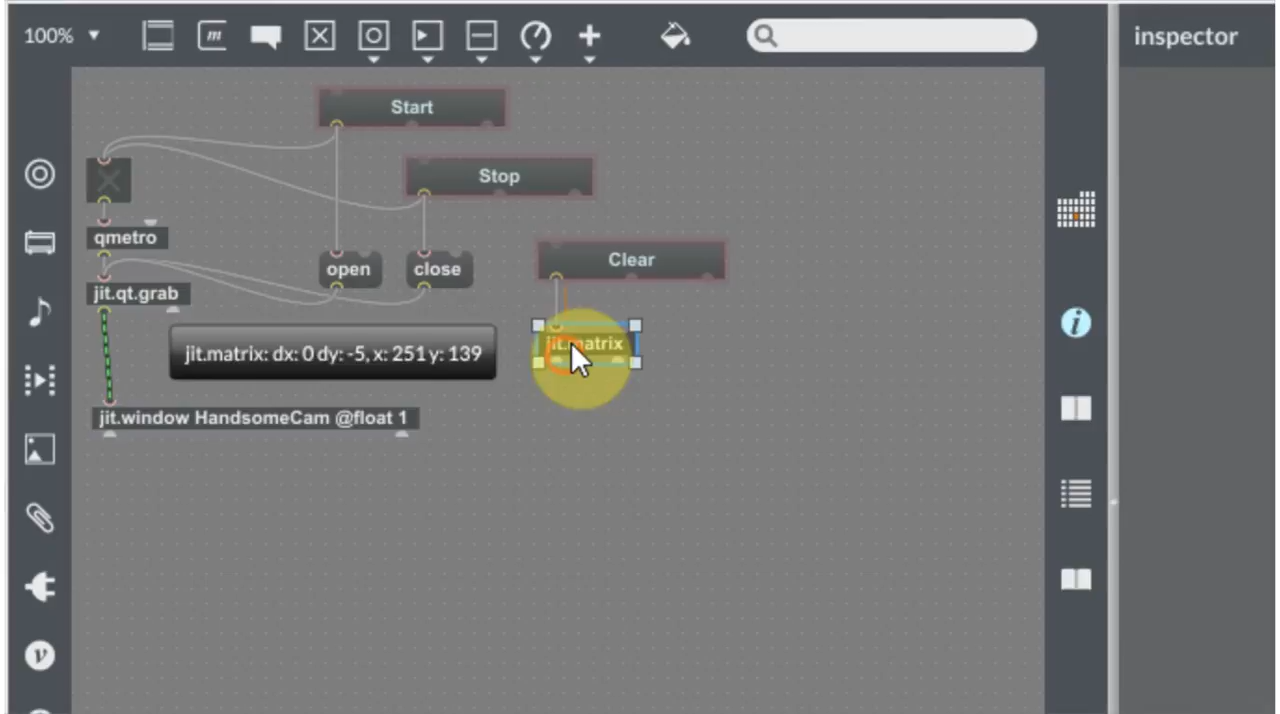 100%
inspector
Start
Stop
qmetro
open
close
Clear
jit.qt.grab
jit.matrix
jit.matrix: dx: 0 dy: -5, x: 251 y: 139
jit.window HandsomeCam @float 1